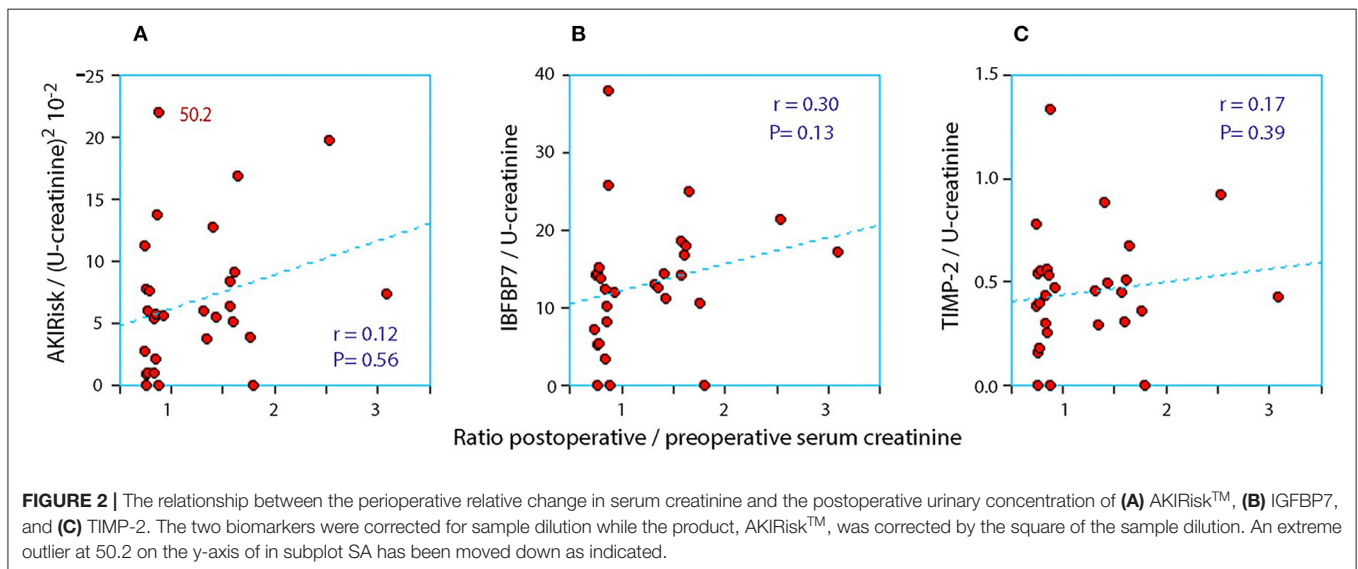 A
B
C
-25
20
15
10
5
0
AKIRisk / (U-creatinine)² 10⁻²
50.2
r = 0.12
P= 0.56
1 2 3
40
30
20
10
0
IBFBP7 / U-creatinine
r = 0.30
P= 0.13
1 2 3
1.5
1.0
0.5
0.0
TIMP-2 / U-creatinine
r = 0.17
P= 0.39
1 2 3
Ratio postoperative / preoperative serum creatinine
FIGURE 2 | The relationship between the perioperative relative change in serum creatinine and the postoperative urinary concentration of (A) AKIRisk™, (B) IGFBP7,
and (C) TIMP-2. The two biomarkers were corrected for sample dilution while the product, AKIRisk™, was corrected by the square of the sample dilution. An extreme
outlier at 50.2 on the y-axis of in subplot SA has been moved down as indicated.